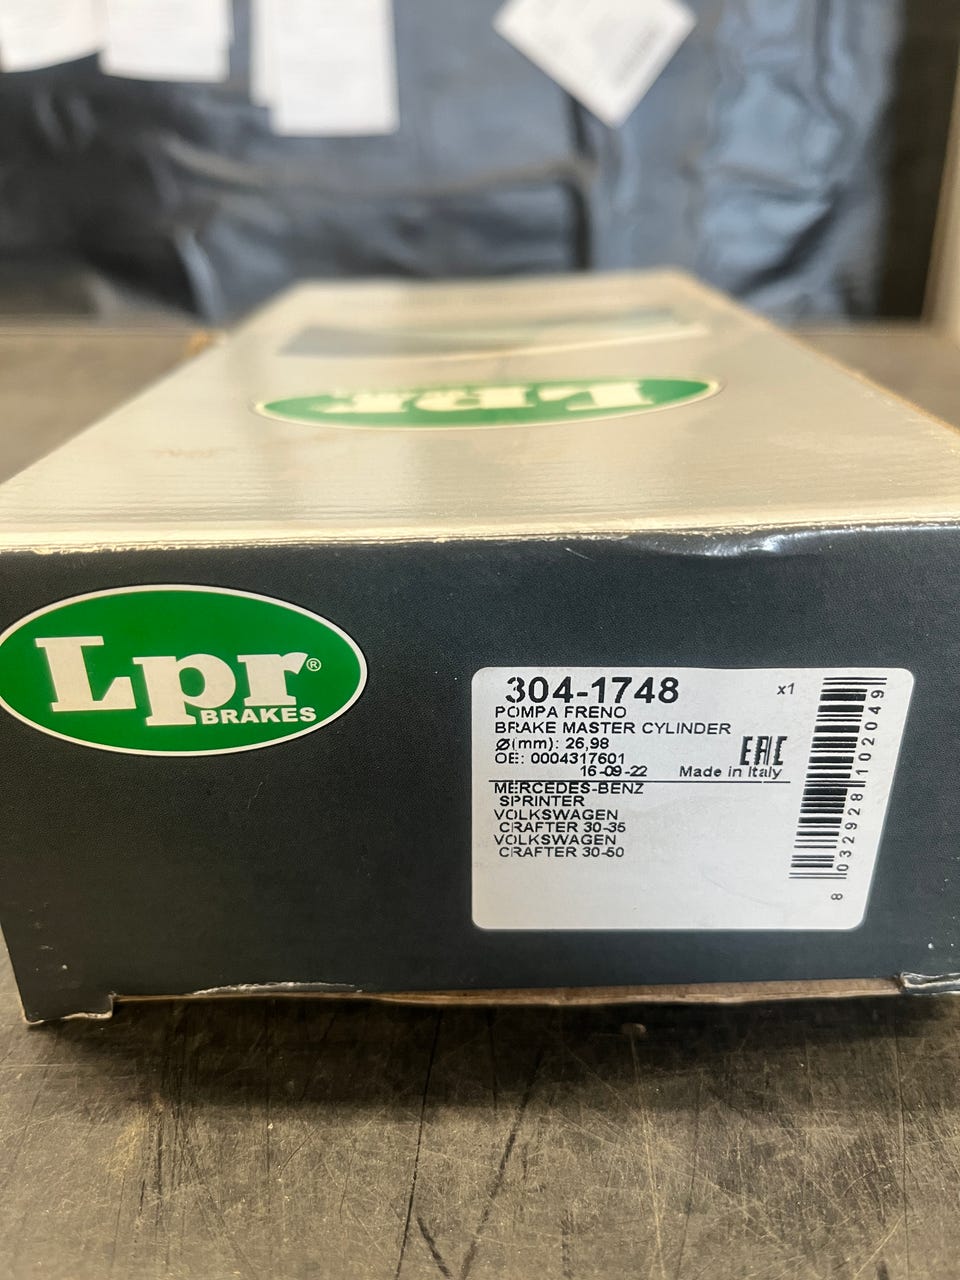 LPR
Lpr®
BRAKES
304-1748 x1
POMPA FRENO
BRAKE MASTER CYLINDER
Ø(mm): 26,98
OE: 0004317601
EAC
16-09-22 Made in Italy
MERCEDES-BENZ
SPRINTER
VOLKSWAGEN
CRAFTER 30-35
VOLKSWAGEN
CRAFTER 30-50
8 032928 102049